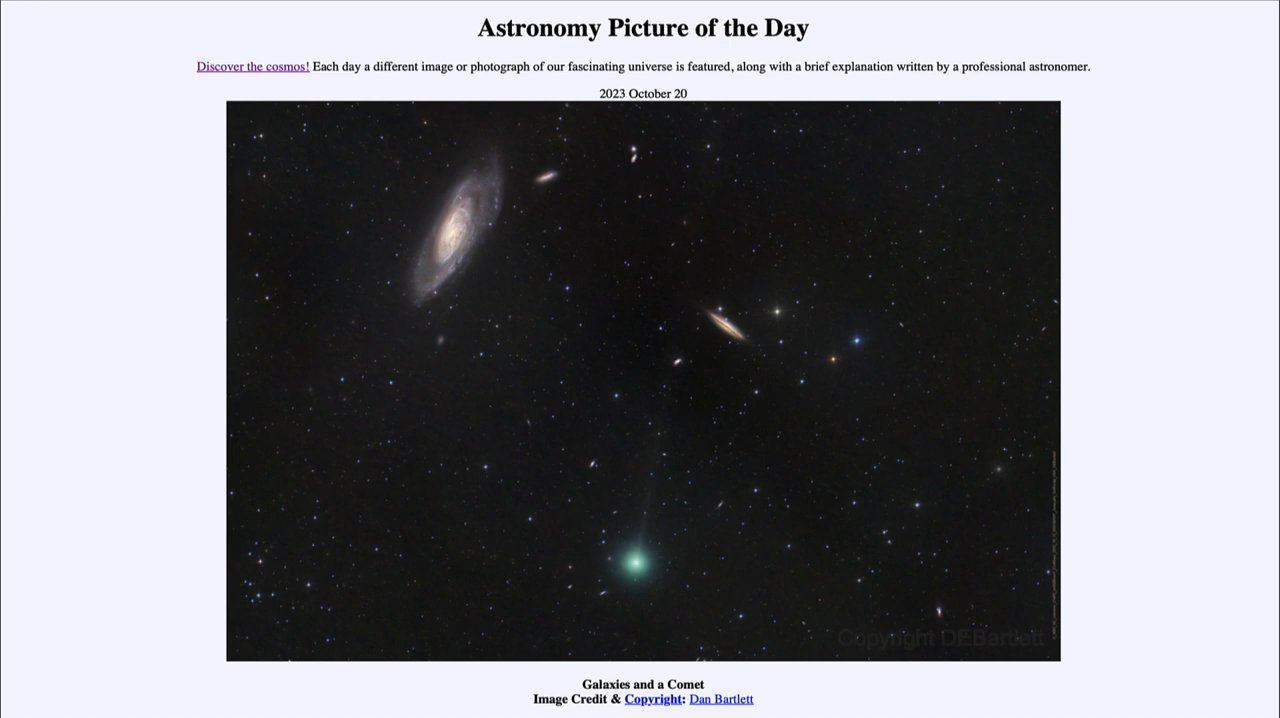 Astronomy Picture of the Day
Discover the cosmos! Each day a different image or photograph of our fascinating universe is featured, along with a brief explanation written by a professional astronomer.
2023 October 20
Copyright DEBartlett
Galaxies and a Comet
Image Credit & Copyright: Dan Bartlett